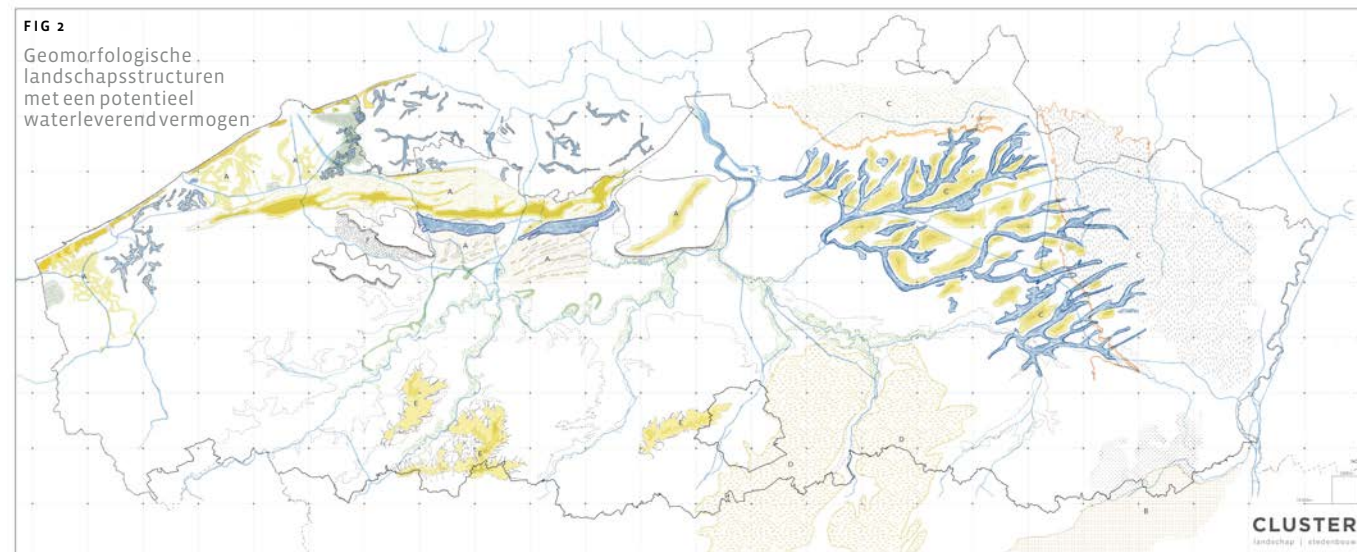 FIG 2
Geomorfologische
landschapsstructuren
met een potentieel
waterleverend vermogen
C
A
A
A
C
A
A
C
C
E
E
D
D
B
CLUSTER
landschap | stedenbouw